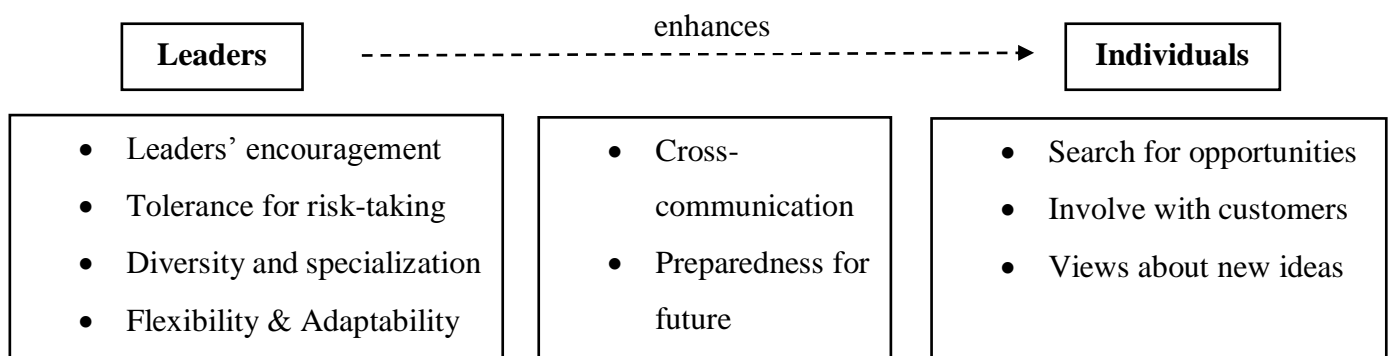 enhances
Leaders
Individuals
• Leaders’ encouragement
• Tolerance for risk-taking
• Diversity and specialization
• Flexibility & Adaptability
• Cross-
communication
• Preparedness for
future
• Search for opportunities
• Involve with customers
• Views about new ideas